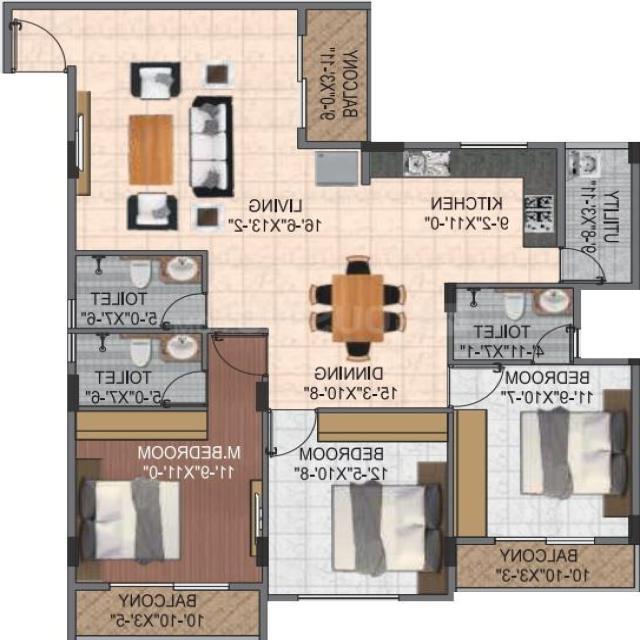 BALCONY
9'-0"X3'-11"
LIVING
16'-6"X13'-2"
KITCHEN
9'-2"X11'-0"
UTILITY
9'-8"X3'-11"
TOILET
5'-0"X7'-6"
TOILET
4'-11"X7'-1"
TOILET
5'-0"X7'-6"
DINNING
15'-3"X10'-8"
BEDROOM
11'-9"X10'-7"
M.BEDROOM
11'-9"X11'-0"
BEDROOM
12'-5"X10'-8"
BALCONY
10'-10"X3'-3"
BALCONY
10'-10"X3'-5"